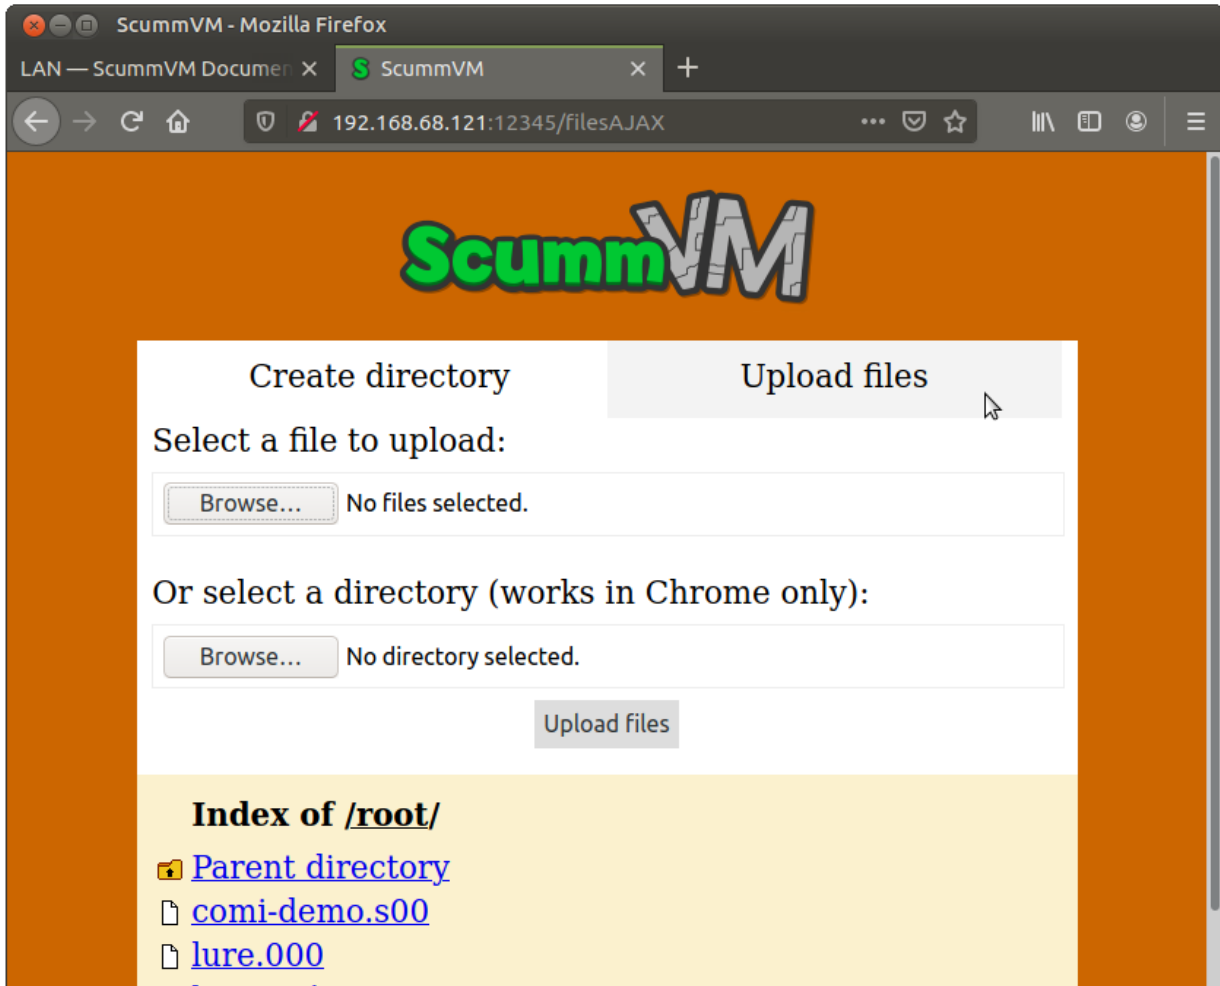 ScummVM - Mozilla Firefox
LAN — ScummVM Documen
ScummVM
192.168.68.121:12345/filesAJAX
ScummVM
Create directory
Upload files
Select a file to upload:
Browse... No files selected.
Or select a directory (works in Chrome only):
Browse... No directory selected.
Upload files
Index of /root/
Parent directory
comi-demo.s00
lure.000